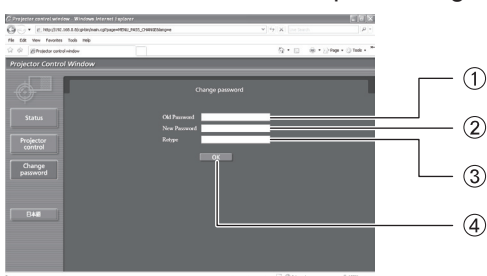 Projector control window - Windows Internet Explorer
File Edit View Favorites Tools Help
Projector control window
Page Tools
Projector Control Window
Change password
Status
Projector
control
Change
password
日本語
Old Password
New Password
Retype
OK
①
②
③
④